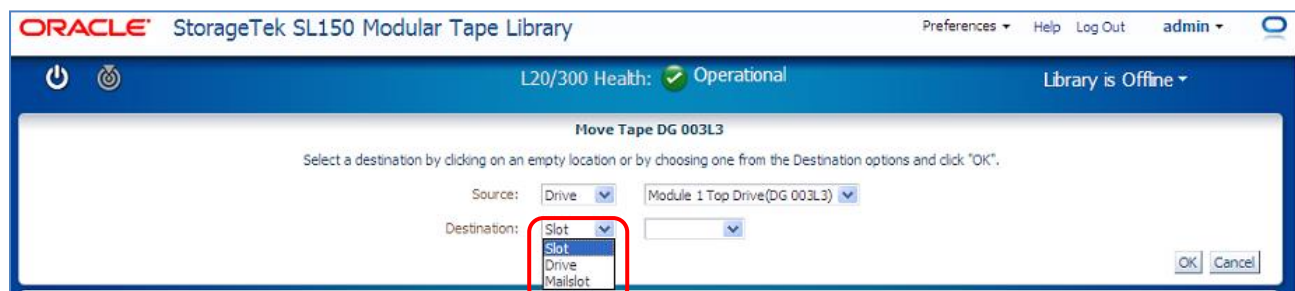 ORACLE StorageTek SL150 Modular Tape Library Preferences Help Log Out admin
L20/300 Health: Operational Library is Offline
Move Tape DG 003L3
Select a destination by clicking on an empty location or by choosing one from the Destination options and click "OK".
Source: Drive Module 1 Top Drive(DG 003L3)
Destination: Slot
Slot
Drive
Mailslot
OK Cancel